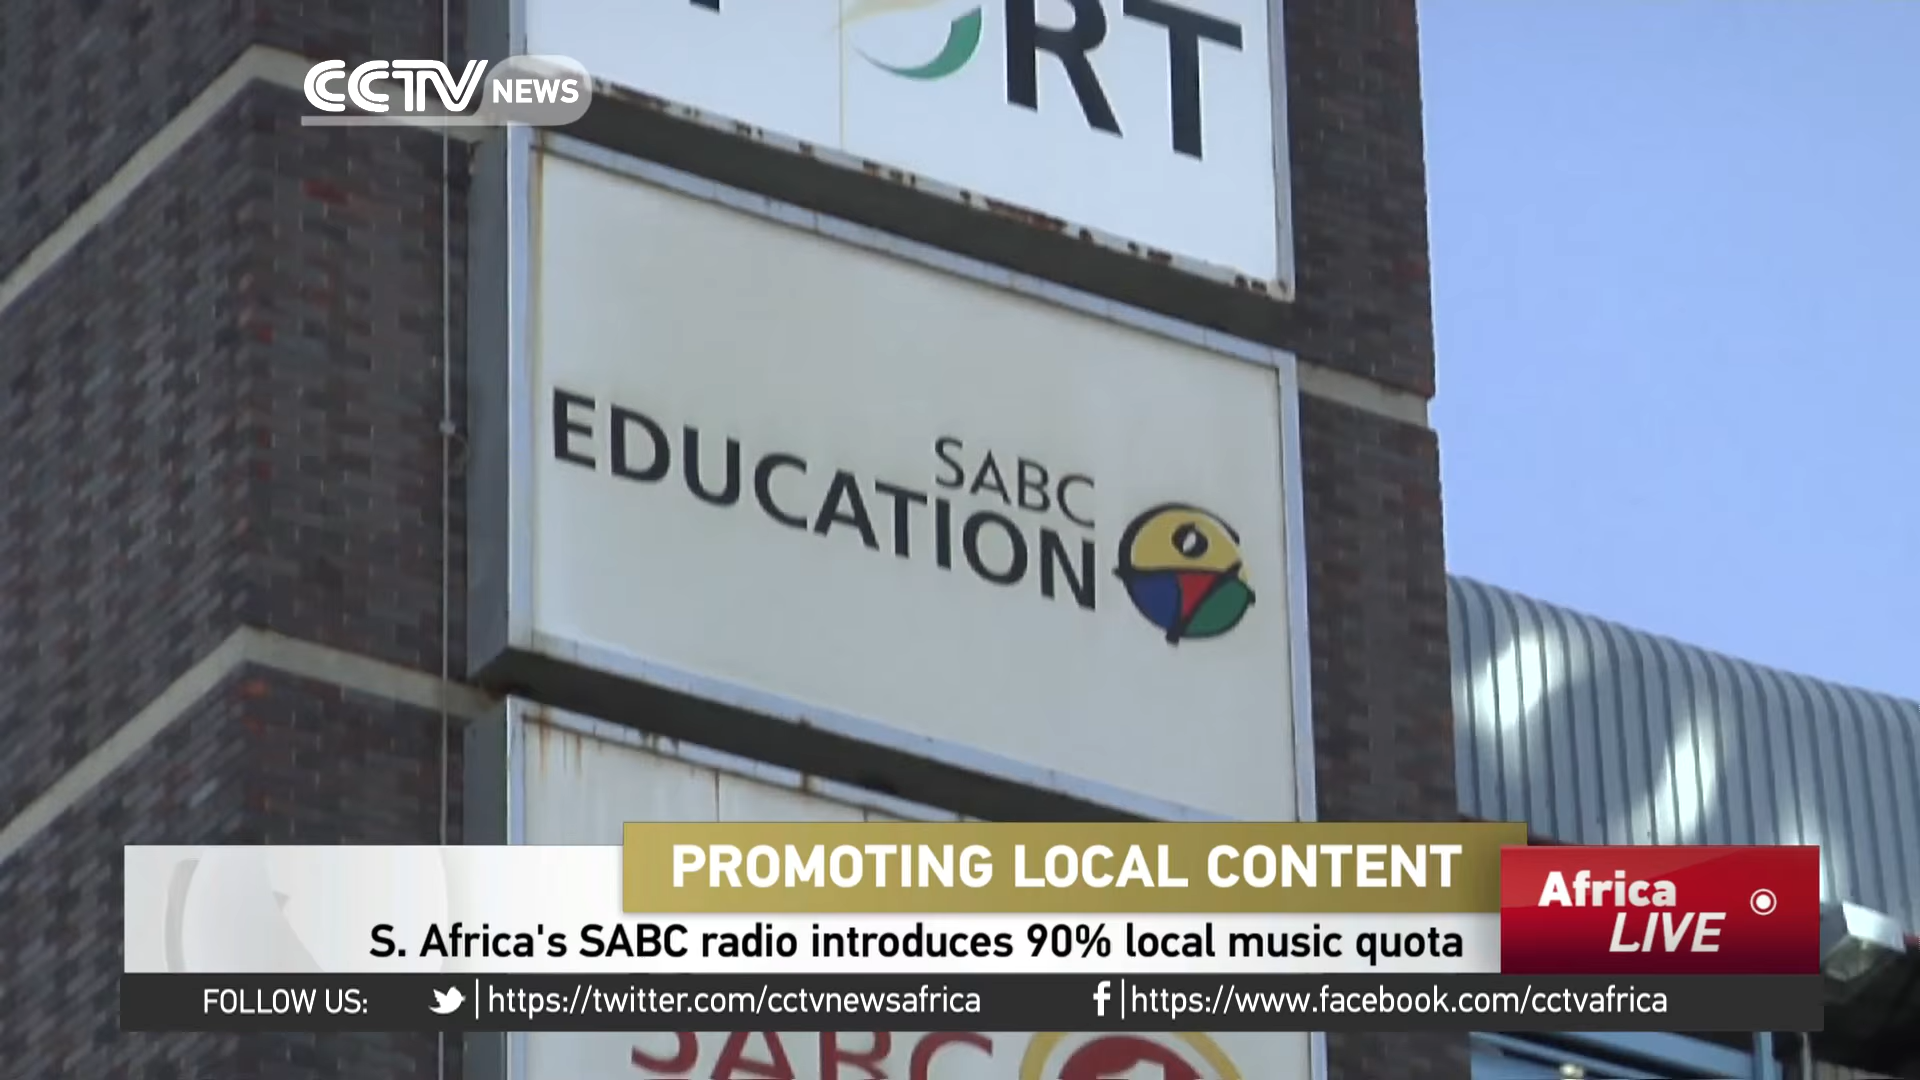 CCTV NEWS
SABC
EDUCATION
PROMOTING LOCAL CONTENT
S. Africa's SABC radio introduces 90% local music quota
Africa
LIVE
FOLLOW US: | https://twitter.com/cctvnewsafrica f | https://www.facebook.com/cctvafrica
SABC